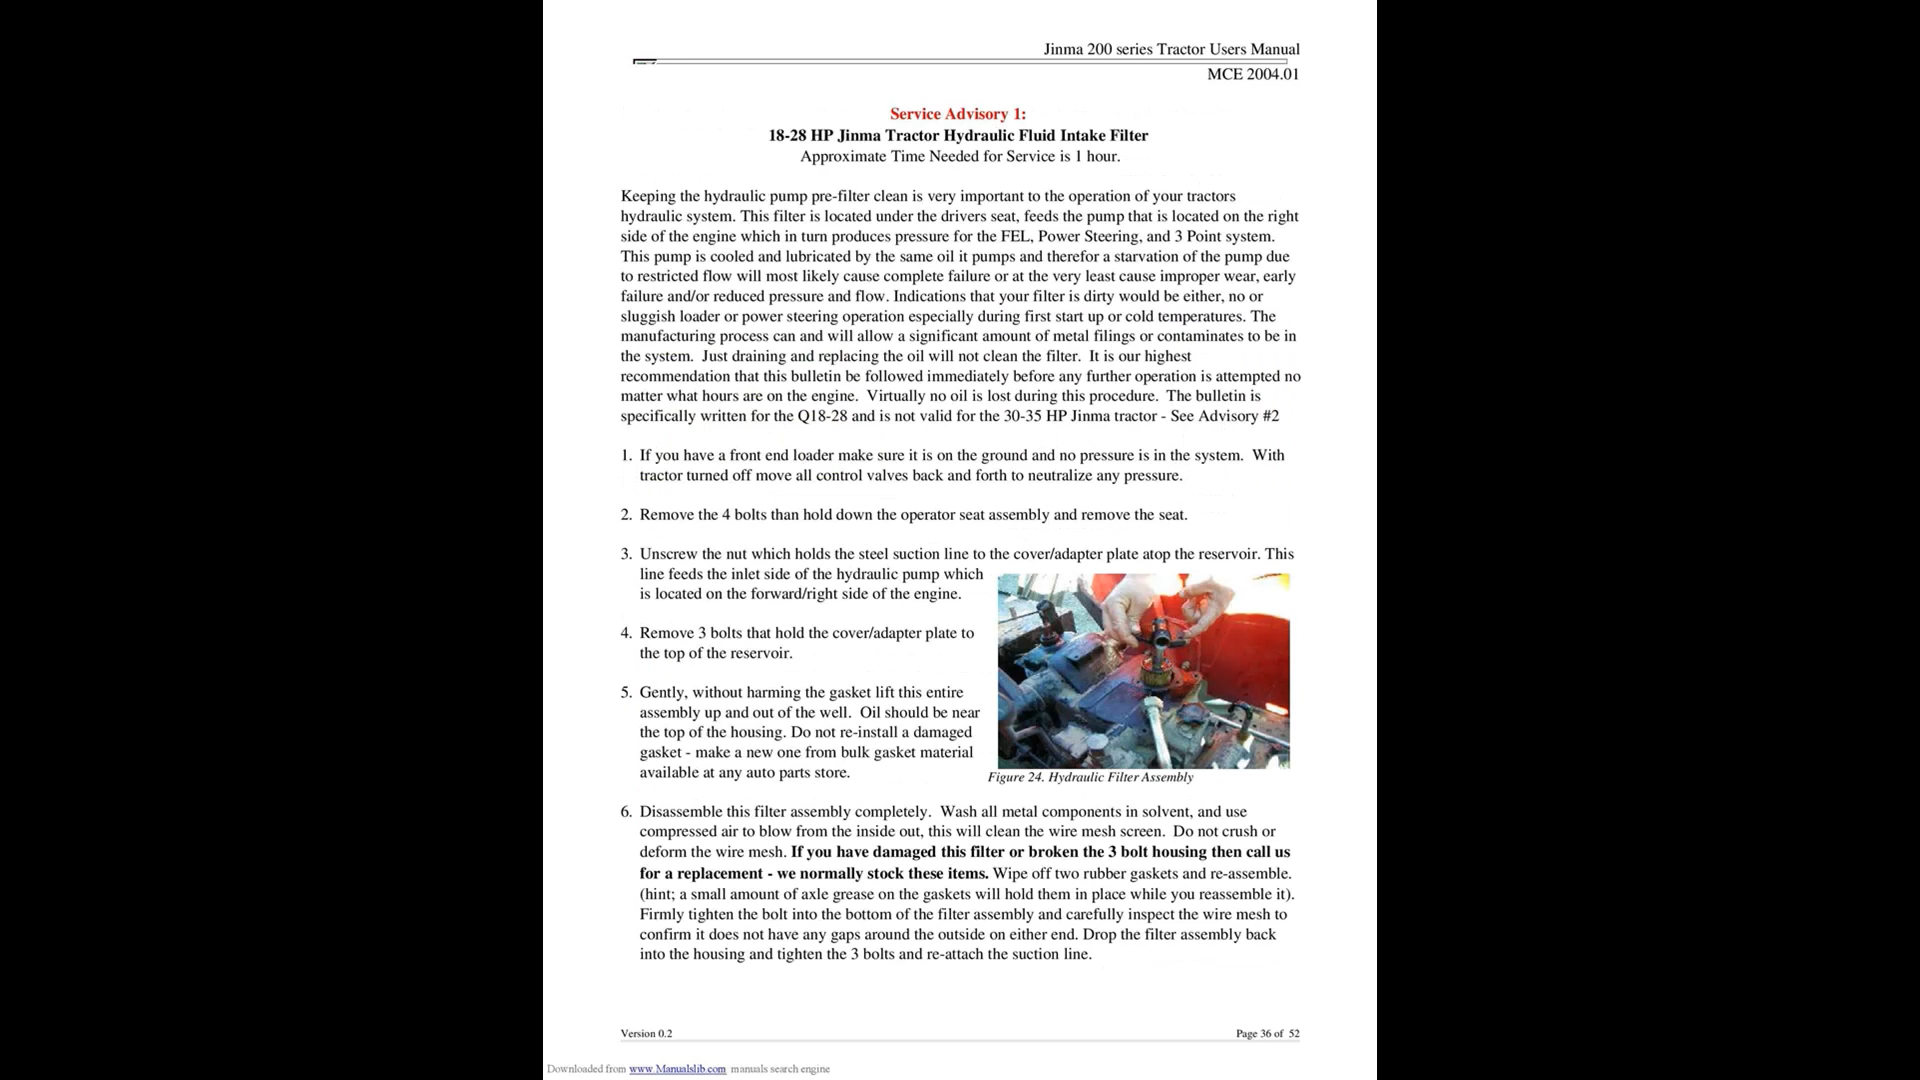 Jinma 200 series Tractor Users Manual
MCE 2004.01
Service Advisory 1:
18-28 HP Jinma Tractor Hydraulic Fluid Intake Filter
Approximate Time Needed for Service is 1 hour.
Keeping the hydraulic pump pre-filter clean is very important to the operation of your tractors
hydraulic system. This filter is located under the drivers seat, feeds the pump that is located on the right
side of the engine which in turn produces pressure for the FEL, Power Steering, and 3 Point system.
This pump is cooled and lubricated by the same oil it pumps and therefor a starvation of the pump due
to restricted flow will most likely cause complete failure or at the very least cause improper wear, early
failure and/or reduced pressure and flow. Indications that your filter is dirty would be either, no or
sluggish loader or power steering operation especially during first start up or cold temperatures. The
manufacturing process can and will allow a significant amount of metal filings or contaminates to be in
the system. Just draining and replacing the oil will not clean the filter. It is our highest
recommendation that this bulletin be followed immediately before any further operation is attempted no
matter what hours are on the engine. Virtually no oil is lost during this procedure. The bulletin is
specifically written for the Q18-28 and is not valid for the 30-35 HP Jinma tractor - See Advisory #2
1. If you have a front end loader make sure it is on the ground and no pressure is in the system. With
tractor turned off move all control valves back and forth to neutralize any pressure.
2. Remove the 4 bolts than hold down the operator seat assembly and remove the seat.
3. Unscrew the nut which holds the steel suction line to the cover/adapter plate atop the reservoir. This
line feeds the inlet side of the hydraulic pump which
is located on the forward/right side of the engine.
4. Remove 3 bolts that hold the cover/adapter plate to
the top of the reservoir.
5. Gently, without harming the gasket lift this entire
assembly up and out of the well. Oil should be near
the top of the housing. Do not re-install a damaged
gasket - make a new one from bulk gasket material
available at any auto parts store.
Figure 24. Hydraulic Filter Assembly
6. Disassemble this filter assembly completely. Wash all metal components in solvent, and use
compressed air to blow from the inside out, this will clean the wire mesh screen. Do not crush or
deform the wire mesh. If you have damaged this filter or broken the 3 bolt housing then call us
for a replacement - we normally stock these items. Wipe off two rubber gaskets and re-assemble.
(hint; a small amount of axle grease on the gaskets will hold them in place while you reassemble it).
Firmly tighten the bolt into the bottom of the filter assembly and carefully inspect the wire mesh to
confirm it does not have any gaps around the outside on either end. Drop the filter assembly back
into the housing and tighten the 3 bolts and re-attach the suction line.
Version 0.2
Page 36 of 52
Downloaded from www.Manualslib.com manuals search engine